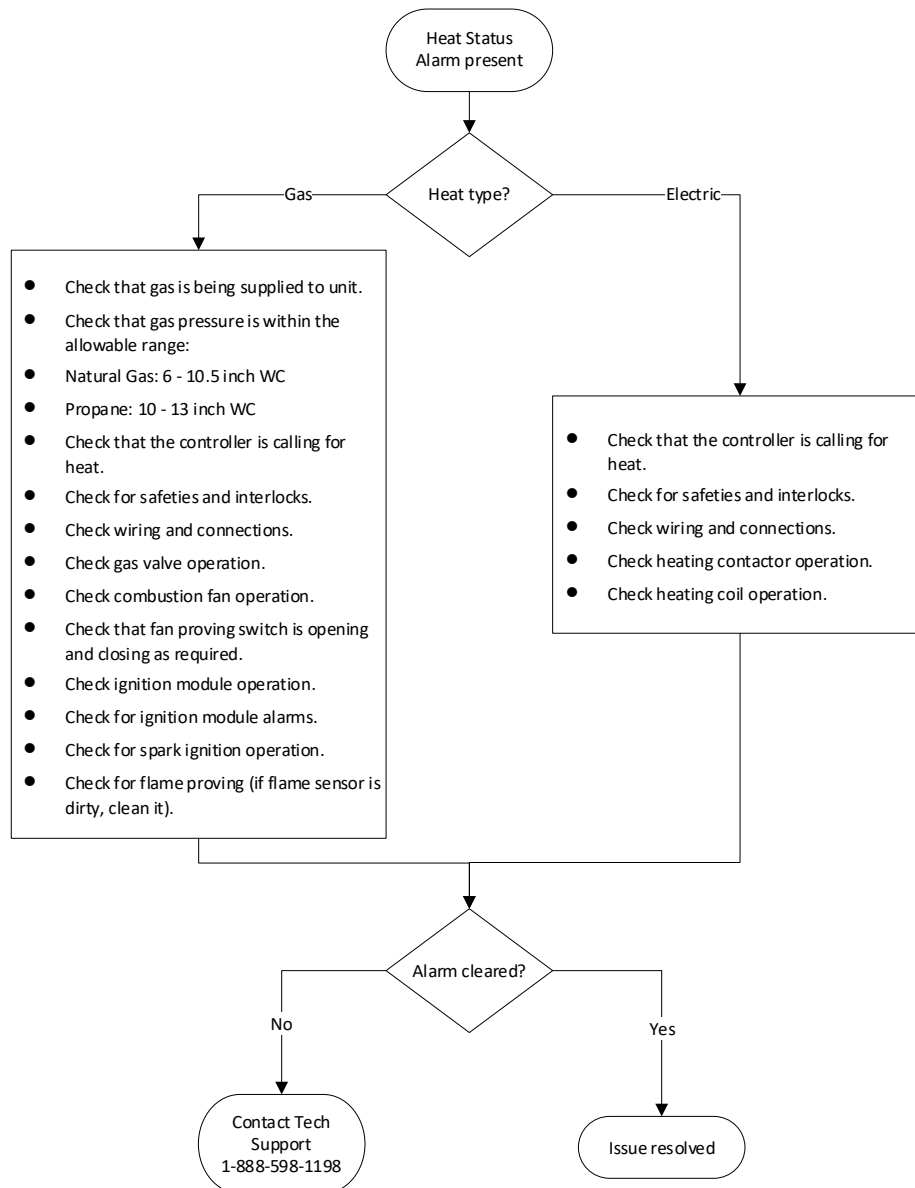 Heat Status
Alarm present
Heat type?
Gas
Electric
● Check that gas is being supplied to unit.
● Check that gas pressure is within the
allowable range:
● Natural Gas: 6 - 10.5 inch WC
● Propane: 10 - 13 inch WC
● Check that the controller is calling for
heat.
● Check for safeties and interlocks.
● Check wiring and connections.
● Check gas valve operation.
● Check combustion fan operation.
● Check that fan proving switch is opening
and closing as required.
● Check ignition module operation.
● Check for ignition module alarms.
● Check for spark ignition operation.
● Check for flame proving (if flame sensor is
dirty, clean it).
● Check that the controller is calling for
heat.
● Check for safeties and interlocks.
● Check wiring and connections.
● Check heating contactor operation.
● Check heating coil operation.
Alarm cleared?
No
Yes
Contact Tech
Support
1-888-598-1198
Issue resolved